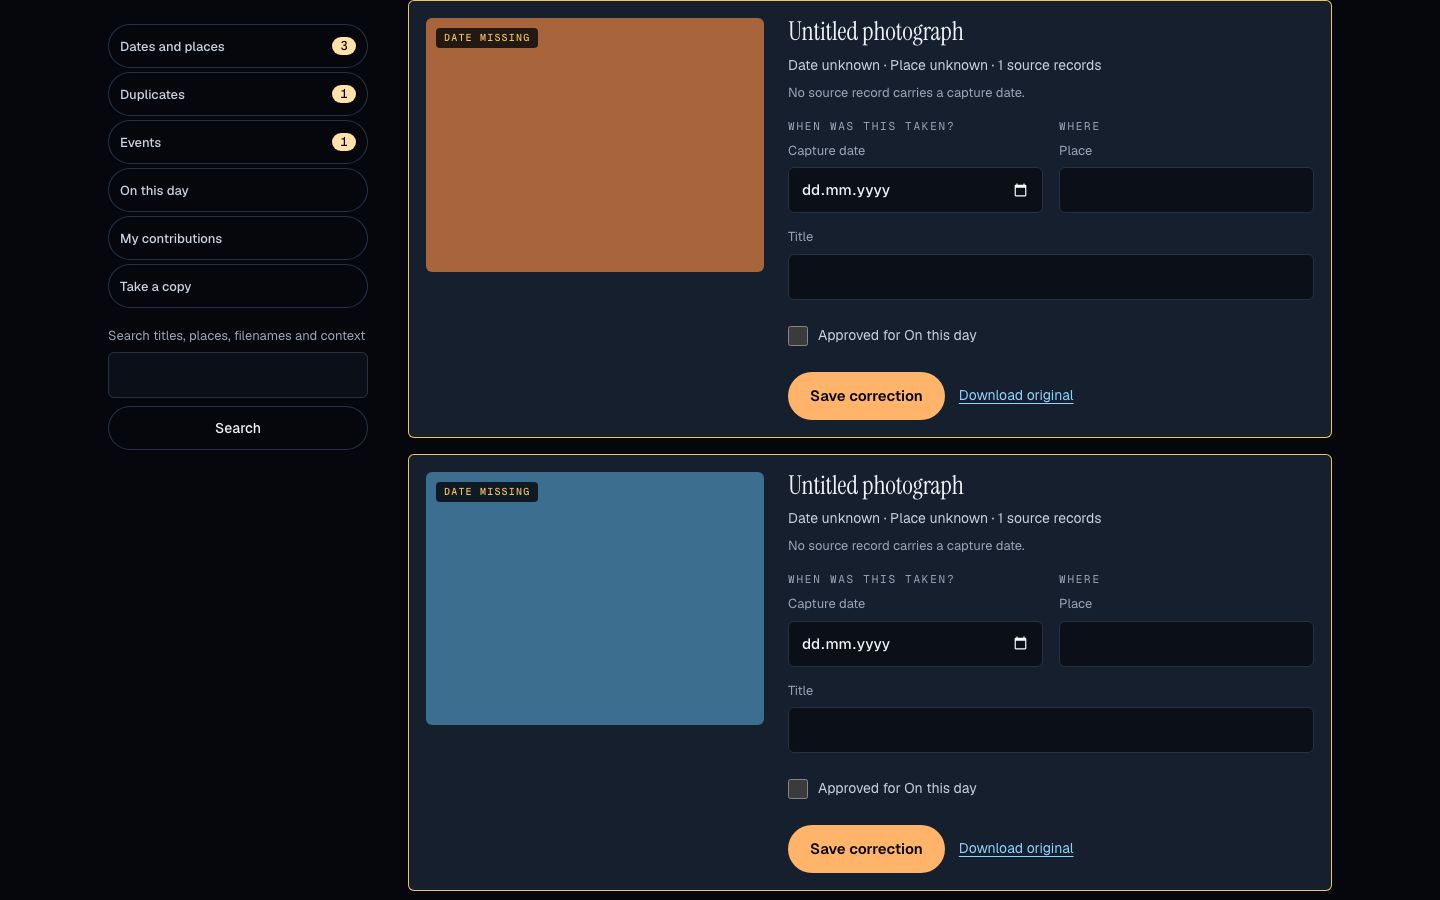 Dates and places 3
Duplicates 1
Events 1
On this day
My contributions
Take a copy
Search titles, places, filenames and context
Search
DATE MISSING
Untitled photograph
Date unknown · Place unknown · 1 source records
No source record carries a capture date.
WHEN WAS THIS TAKEN? WHERE
Capture date Place
dd.mm.yyyy
Title
Approved for On this day
Save correction Download original
DATE MISSING
Untitled photograph
Date unknown · Place unknown · 1 source records
No source record carries a capture date.
WHEN WAS THIS TAKEN? WHERE
Capture date Place
dd.mm.yyyy
Title
Approved for On this day
Save correction Download original